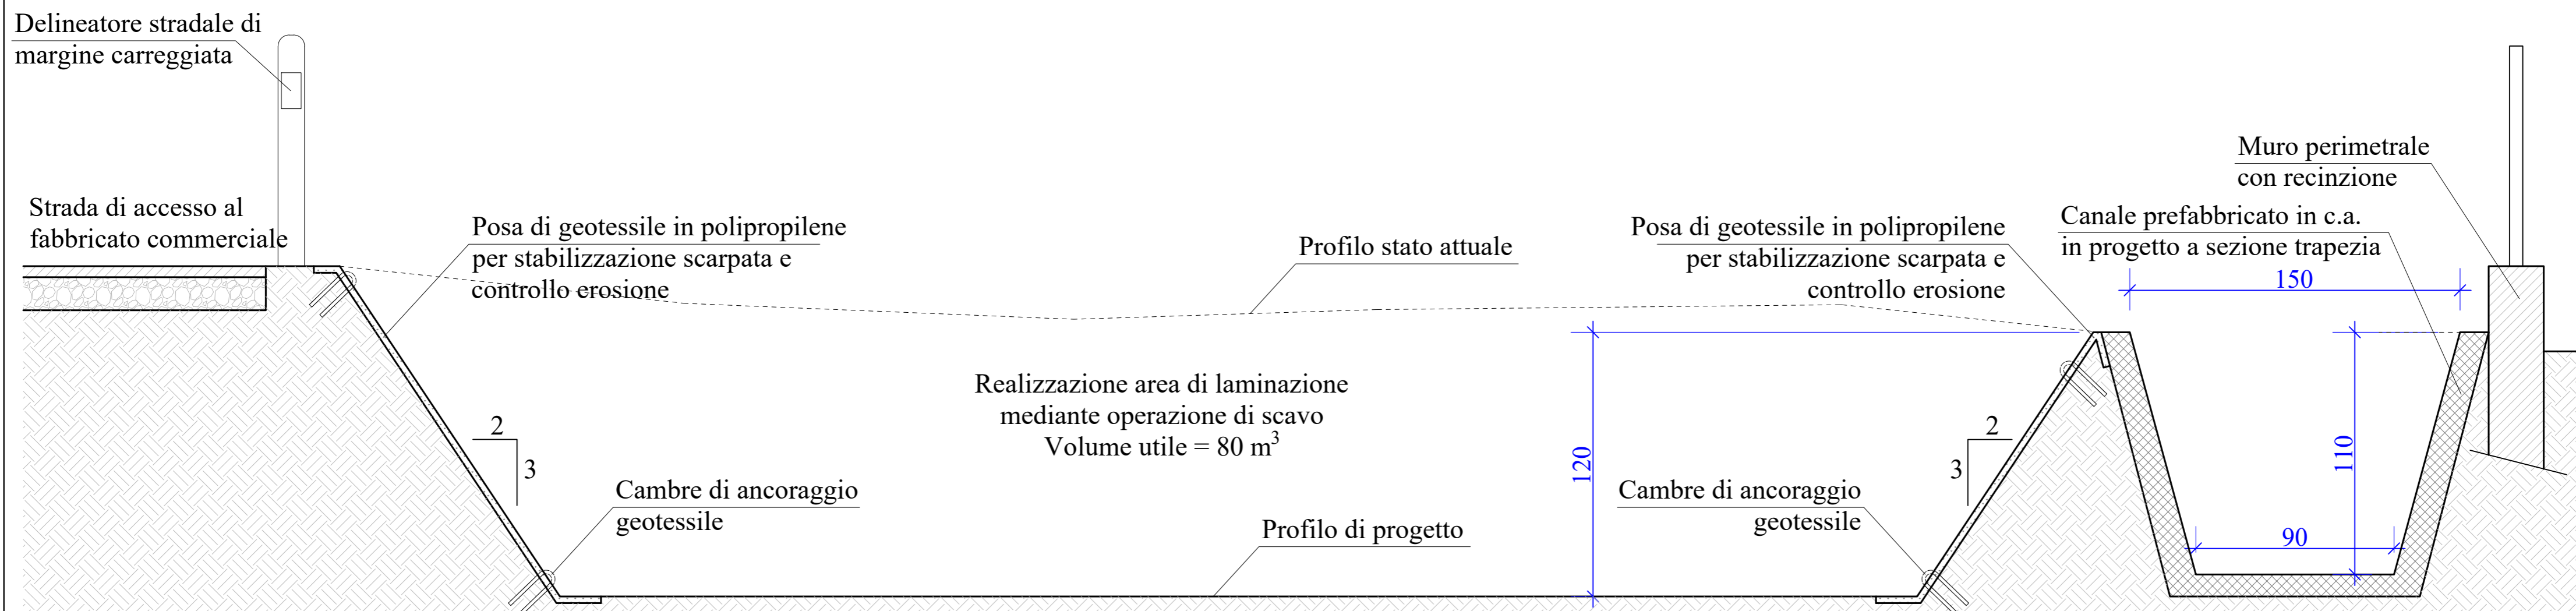 Delineatore stradale di
margine carreggiata
Strada di accesso al
fabbricato commerciale
Posa di geotessile in polipropilene
per stabilizzazione scarpata e
controllo erosione
Profilo stato attuale
Posa di geotessile in polipropilene
per stabilizzazione scarpata e
controllo erosione
Muro perimetrale
con recinzione
Canale prefabbricato in c.a.
in progetto a sezione trapezia
150
Realizzazione area di laminazione
mediante operazione di scavo
Volume utile = 80 m³
2
3
2
3
120
110
Cambre di ancoraggio
geotessile
Profilo di progetto
Cambre di ancoraggio
geotessile
90